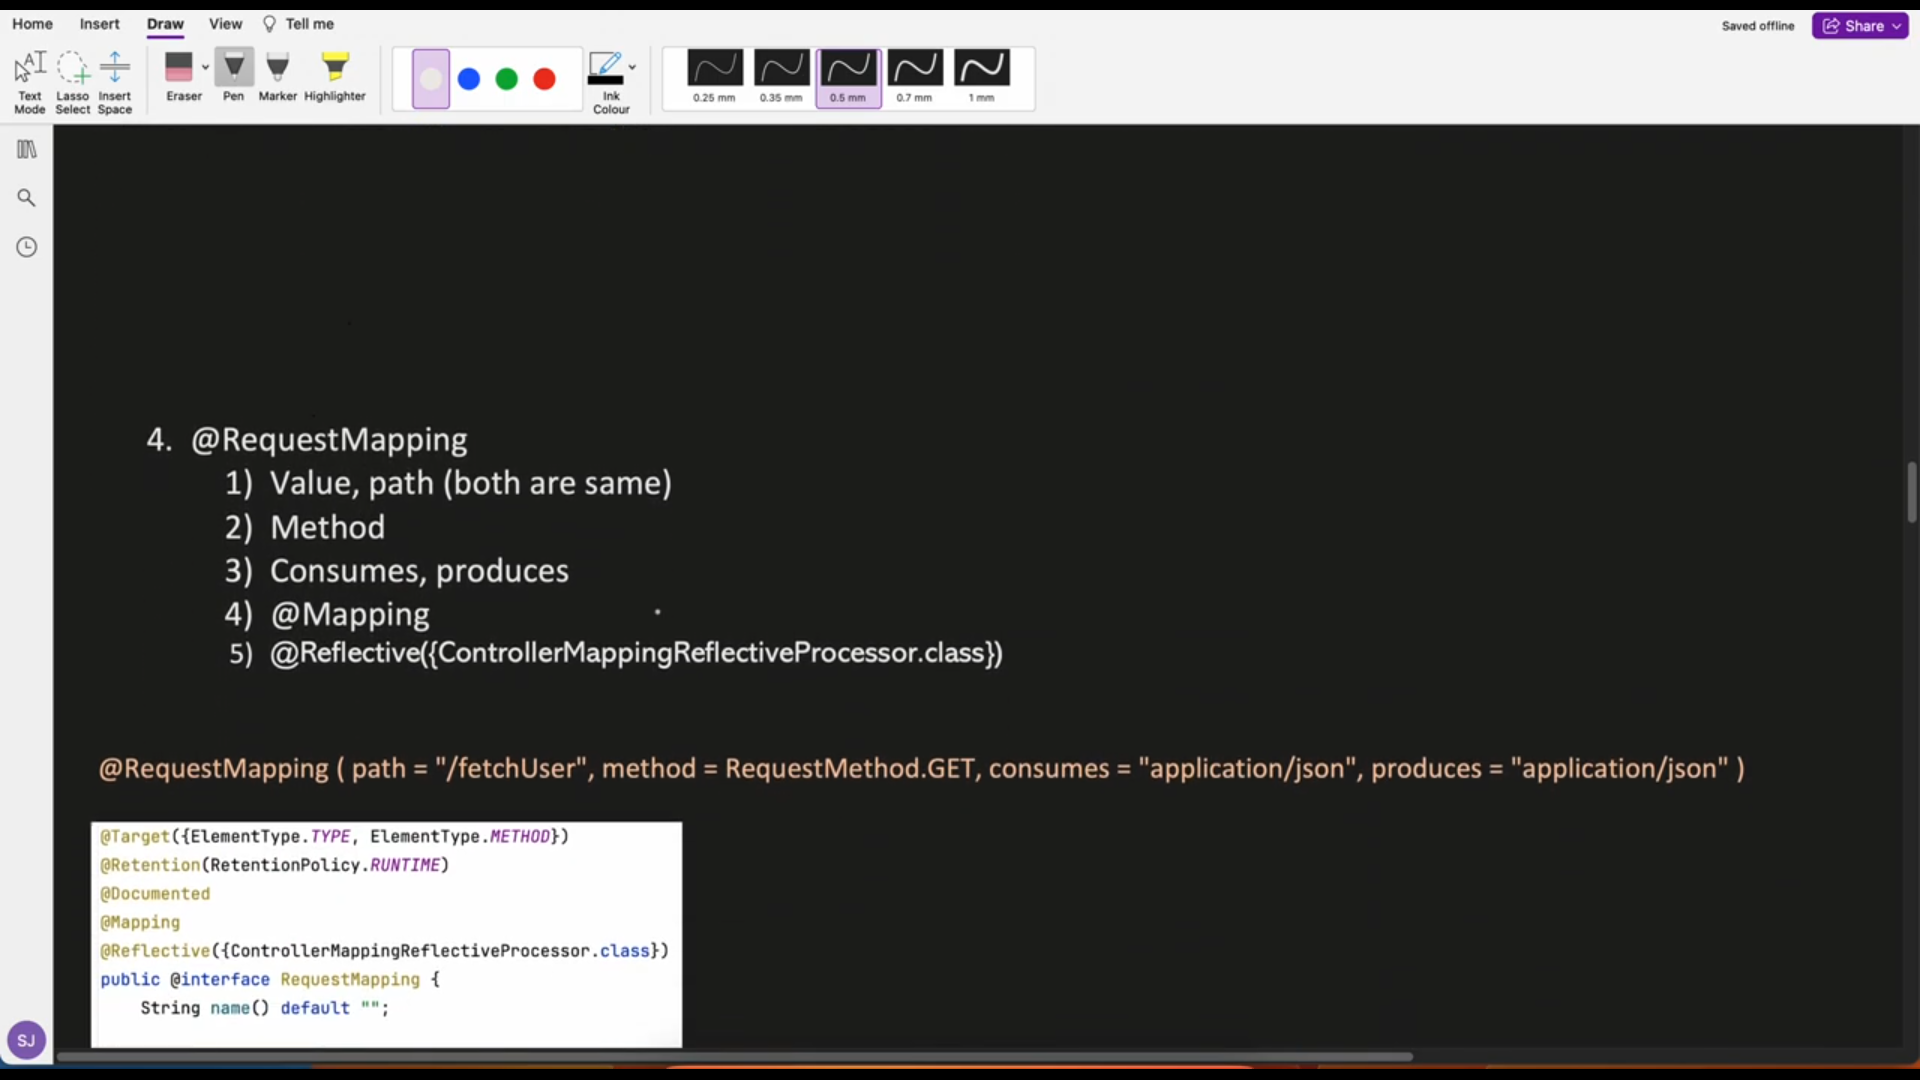 Home Insert Draw View Tell me
Saved offline Share
Text Mode
Lasso Select
Insert Space
Eraser
Pen
Marker
Highlighter
Ink Colour
0.25 mm 0.35 mm 0.5 mm 0.7 mm 1 mm
4. @RequestMapping
1) Value, path (both are same)
2) Method
3) Consumes, produces
4) @Mapping
5) @Reflective({ControllerMappingReflectiveProcessor.class})
@RequestMapping ( path = "/fetchUser", method = RequestMethod.GET, consumes = "application/json", produces = "application/json" )
@Target({ElementType.TYPE, ElementType.METHOD})
@Retention(RetentionPolicy.RUNTIME)
@Documented
@Mapping
@Reflective({ControllerMappingReflectiveProcessor.class})
public @interface RequestMapping {
String name() default "";
SJ